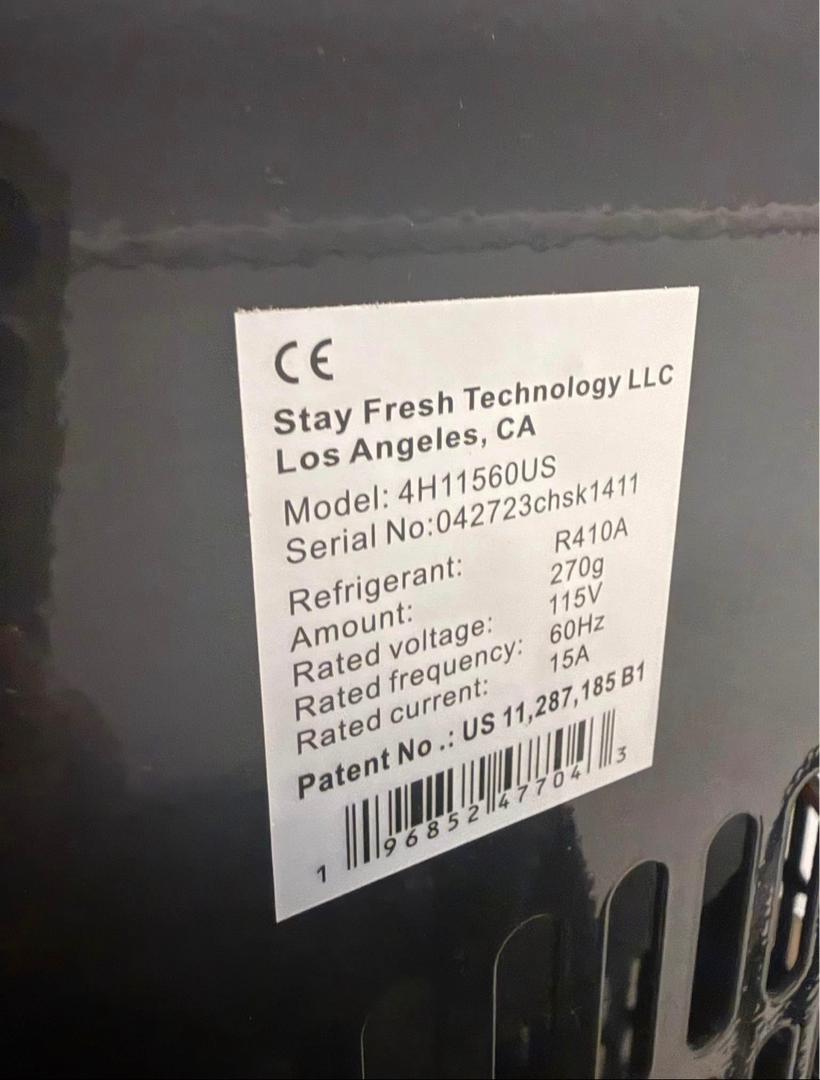 CE
Stay Fresh Technology LLC
Los Angeles, CA
Model: 4H11560US
Serial No:042723chsk1411
Refrigerant: R410A
Amount: 270g
Rated voltage: 115V
Rated frequency: 60Hz
Rated current: 15A
Patent No.: US 11,287,185 B1
1 96852 47704 3